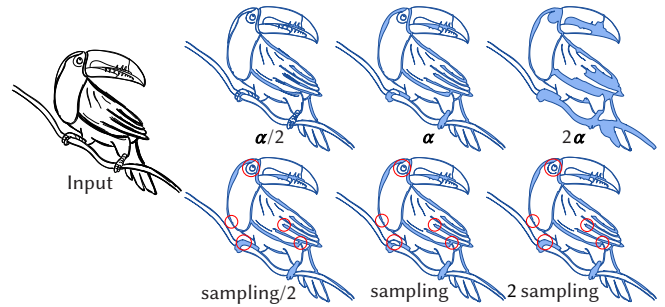 α/2 α 2α
Input
sampling/2 sampling 2 sampling